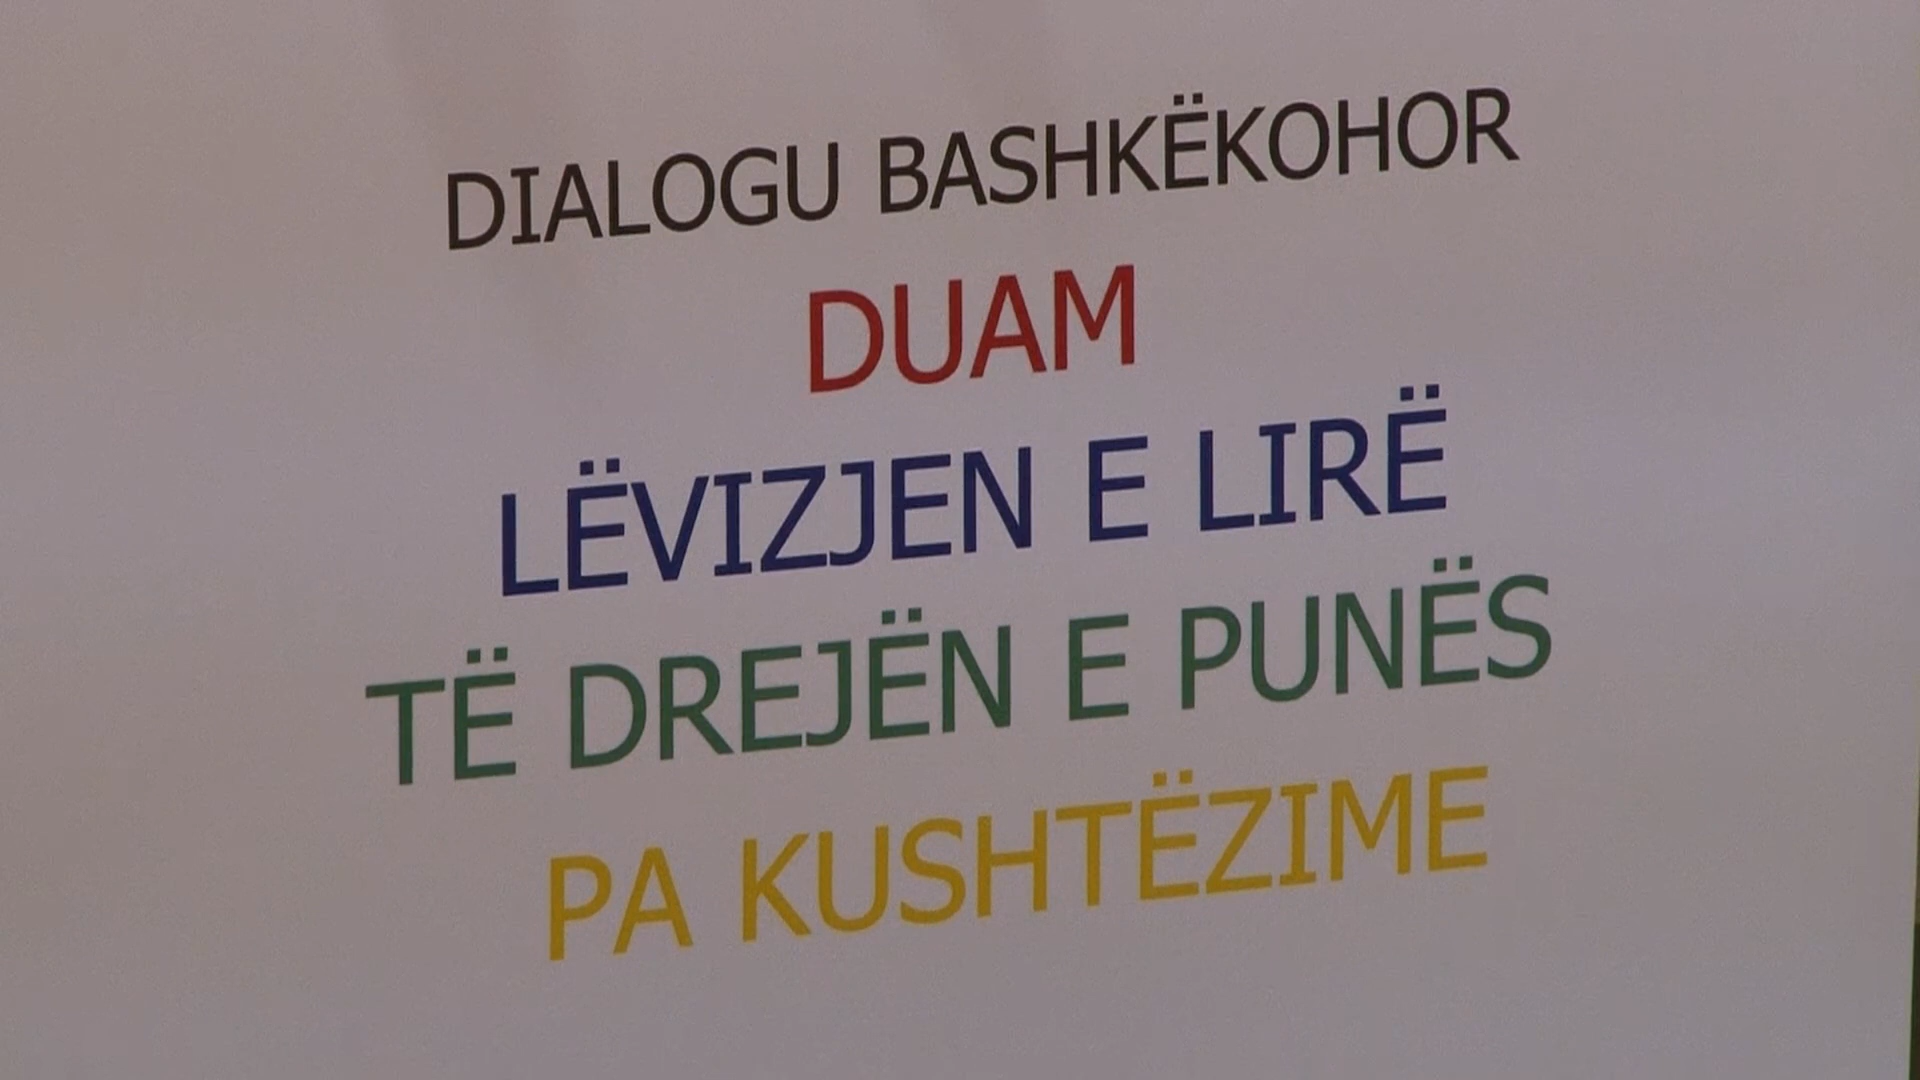 DIALOGU BASHKËKOHOR
DUAM
LËVIZJEN E LIRË
TË DREJËN E PUNËS
PA KUSHTËZIME